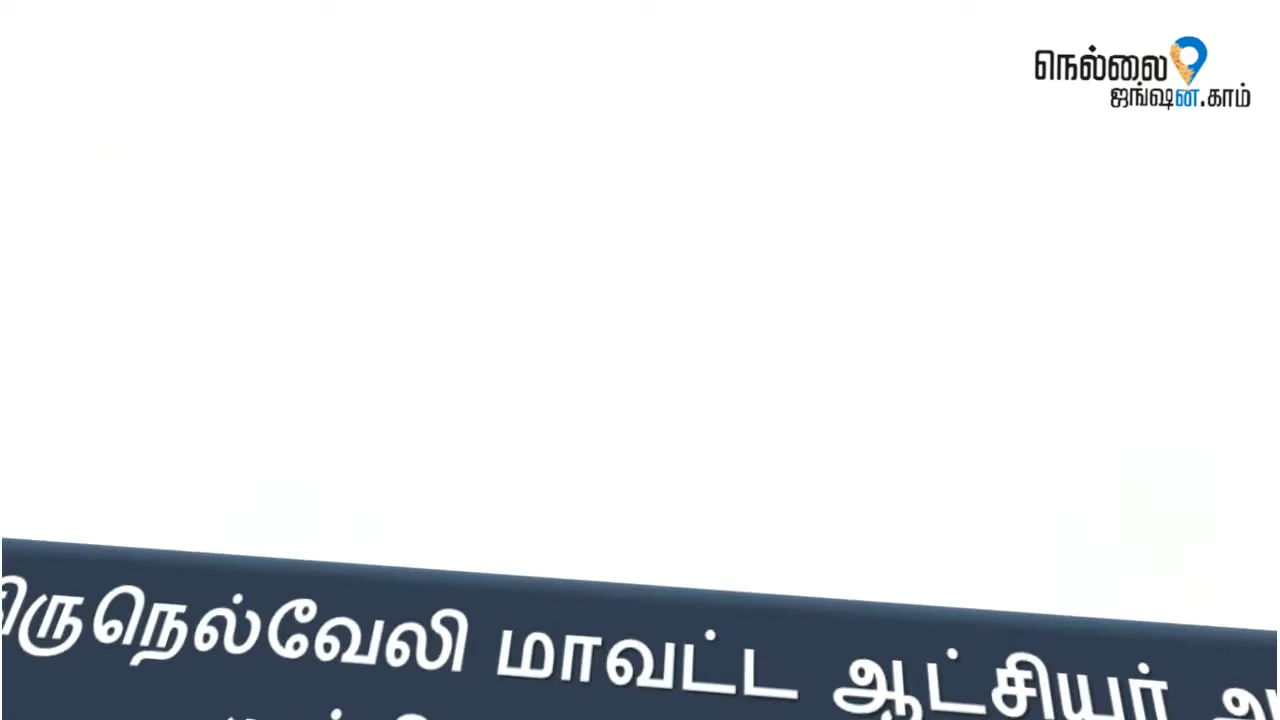 நெல்லை
ஜங்ஷன்.காம்
திருநெல்வேலி மாவட்ட ஆட்சியர்